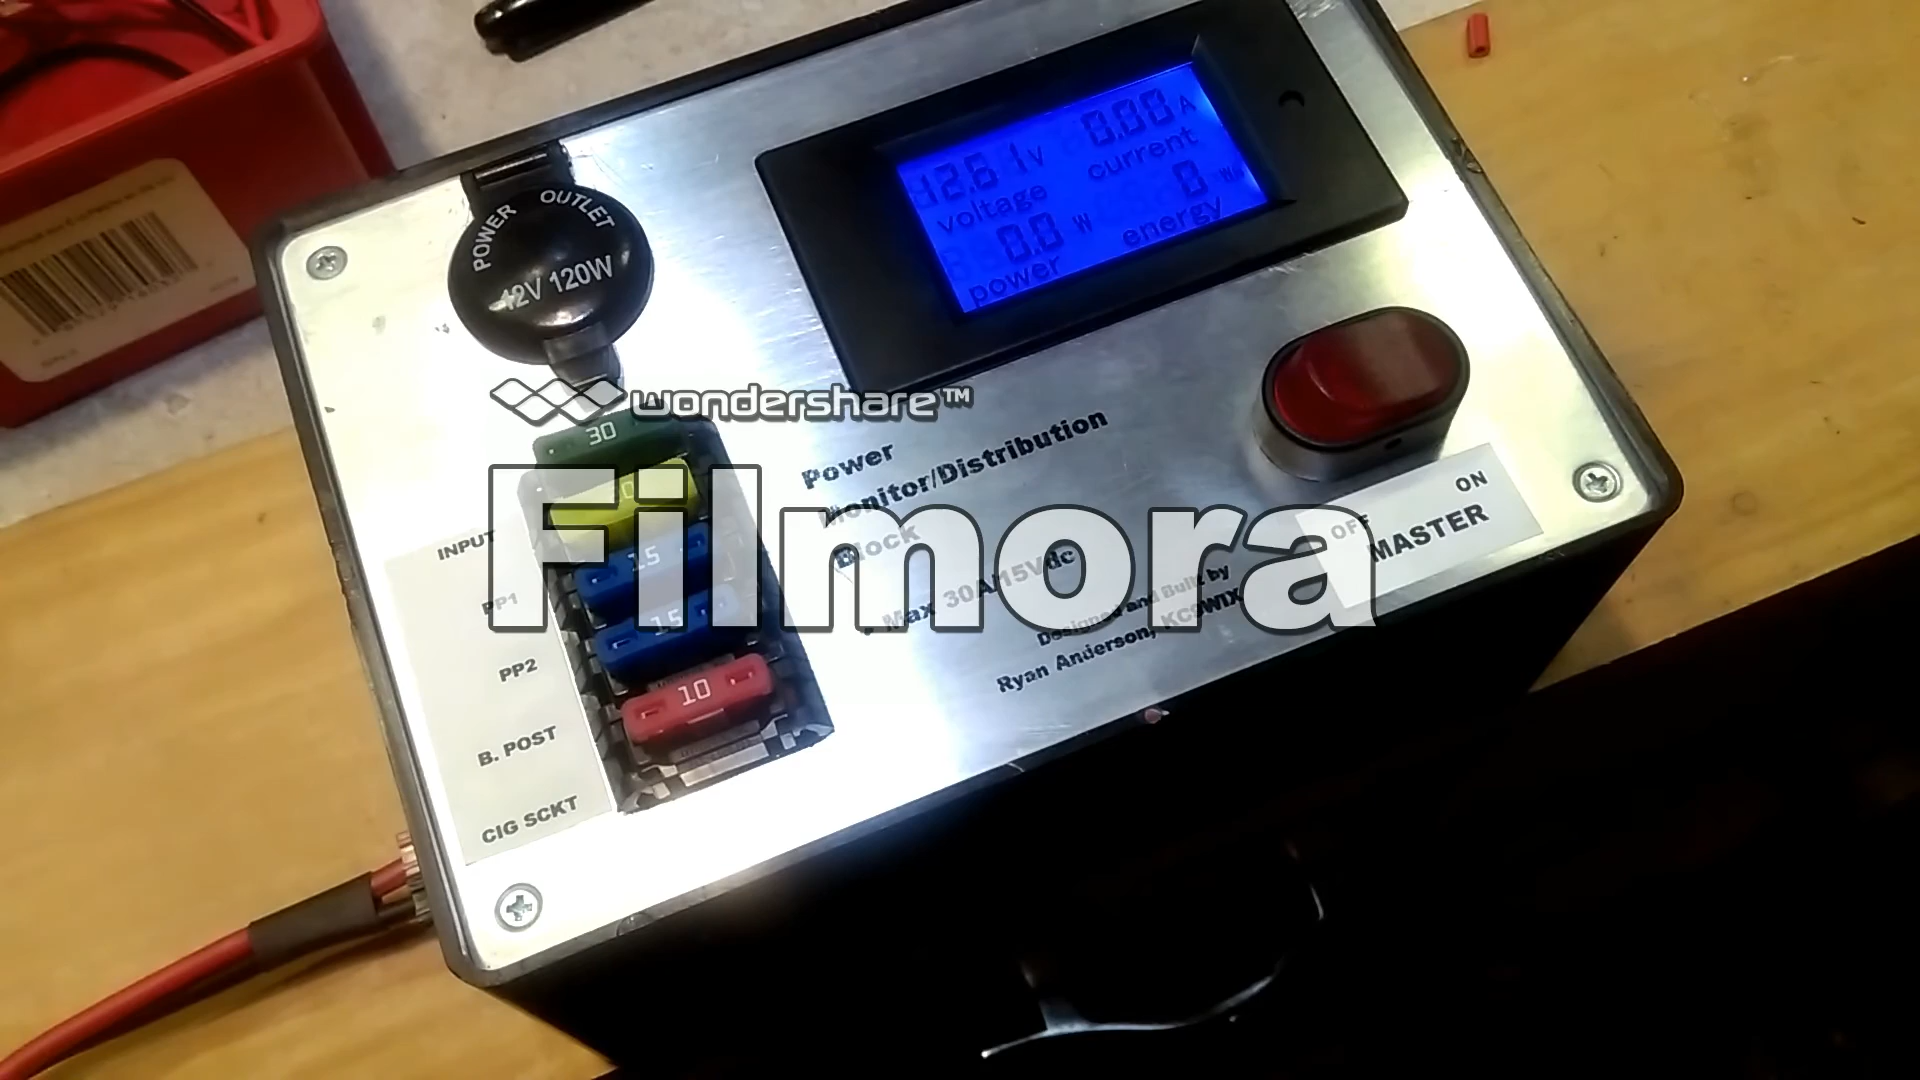 POWER OUTLET
12V 120W
12.61 V
voltage
0.00 A
current
0.0 W
power
0 Wh
energy
wondershare™
Filmora
30
15
15
10
INPUT
PP1
PP2
B. POST
CIG SCKT
Power
Monitor/Distribution
Block
Max 30A/15Vdc
Designed and Built by
Ryan Anderson, KC9WIX
ON
OFF
MASTER